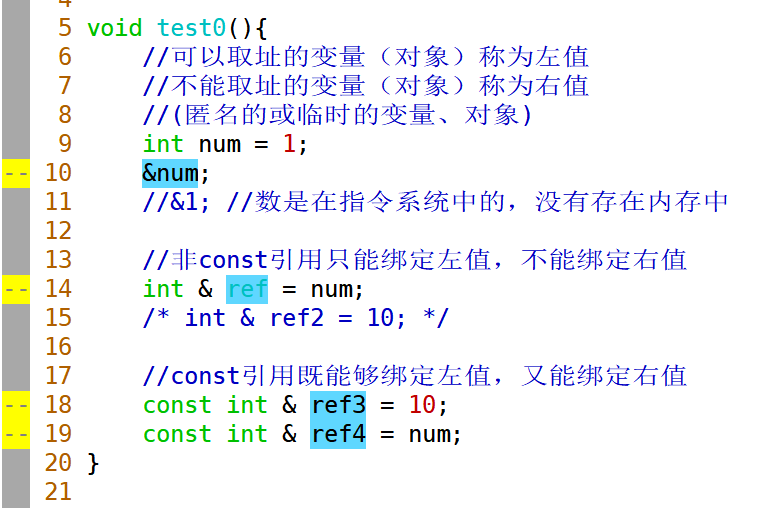 4
5 void test0(){
6     //可以取址的变量（对象）称为左值
7     //不能取址的变量（对象）称为右值
8     //(匿名的或临时的变量、对象)
9     int num = 1;
-- 10     &num;
11     //&1; //数是在指令系统中的，没有存在内存中
12
13     //非const引用只能绑定左值，不能绑定右值
-- 14     int & ref = num;
15     /* int & ref2 = 10; */
16
17     //const引用既能够绑定左值，又能绑定右值
-- 18     const int & ref3 = 10;
-- 19     const int & ref4 = num;
20 }
21